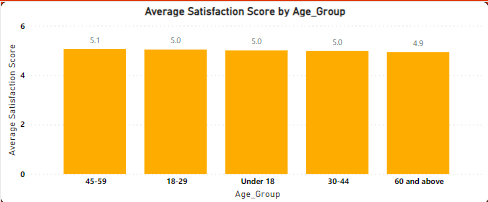 Average Satisfaction Score by Age_Group
Average Satisfaction Score
6
4
2
0
5.1
5.0
5.0
5.0
4.9
45-59
18-29
Under 18
30-44
60 and above
Age_Group